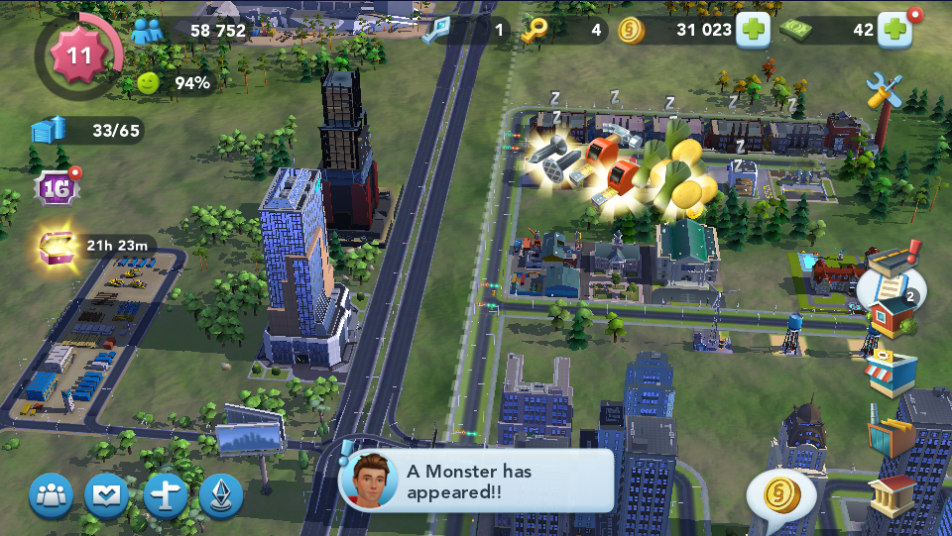 11
58 752
1
4
31 023
42
94%
33/65
16
21h 23m
Z Z Z Z Z
Z
Z
Z
2
A Monster has
appeared!!